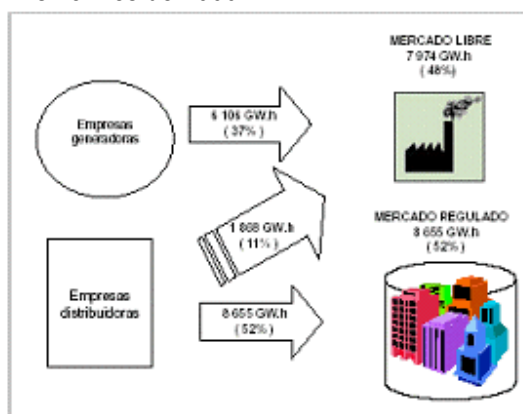 MERCADO LIBRE
7 974 GW.h
( 48%)
Empresas
generadoras
6 106 GW.h
( 37% )
1 868 GW.h
( 11% )
MERCADO REGULADO
8 655 GW.h
( 52% )
Empresas
distribuidoras
8 655 GW.h
( 52% )